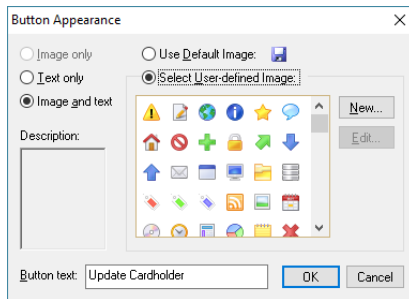 Button Appearance
Image only
Use Default Image:
Text only
Select User-defined Image:
Image and text
New...
Description:
Edit...
Button text: Update Cardholder
OK
Cancel